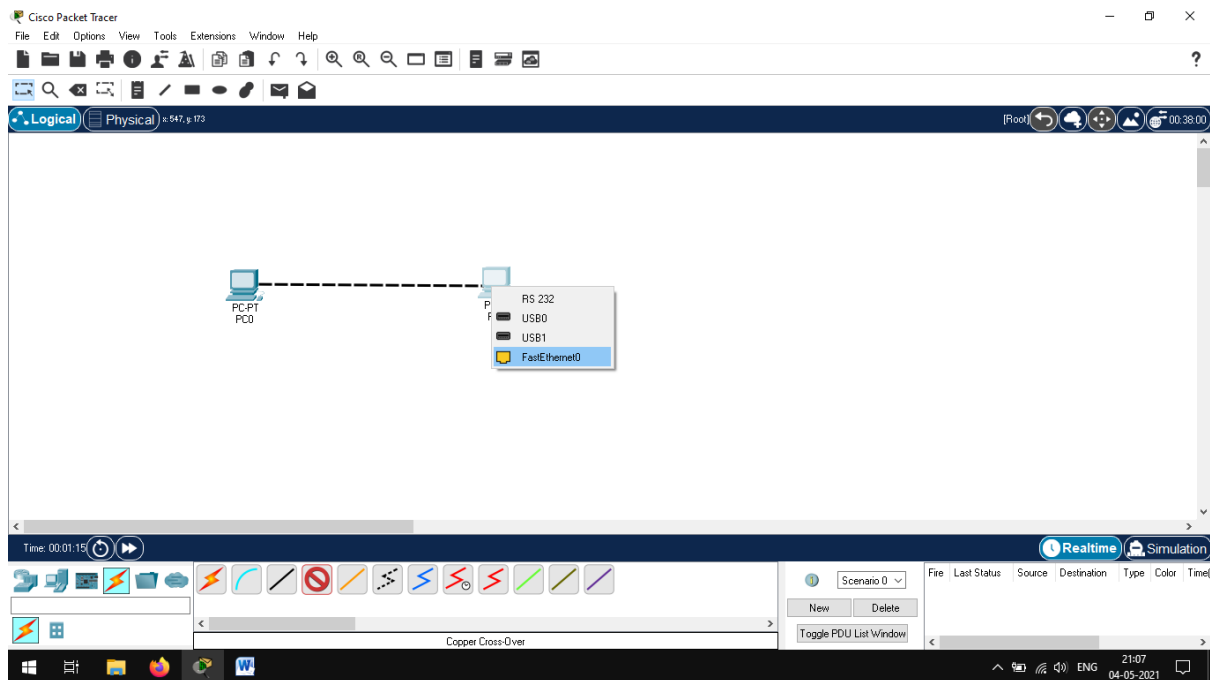 Cisco Packet Tracer
File Edit Options View Tools Extensions Window Help
?
Logical Physical x: 547, y: 173 [Root] 00:38:00
PC-PT
PC0
P
RS 232
USB0
USB1
FastEthernet0
Time: 00:01:15 Realtime Simulation
Scenario 0
Fire Last Status Source Destination Type Color Time(
New Delete
Toggle PDU List Window
Copper Cross-Over
W
ENG
21:07
04-05-2021